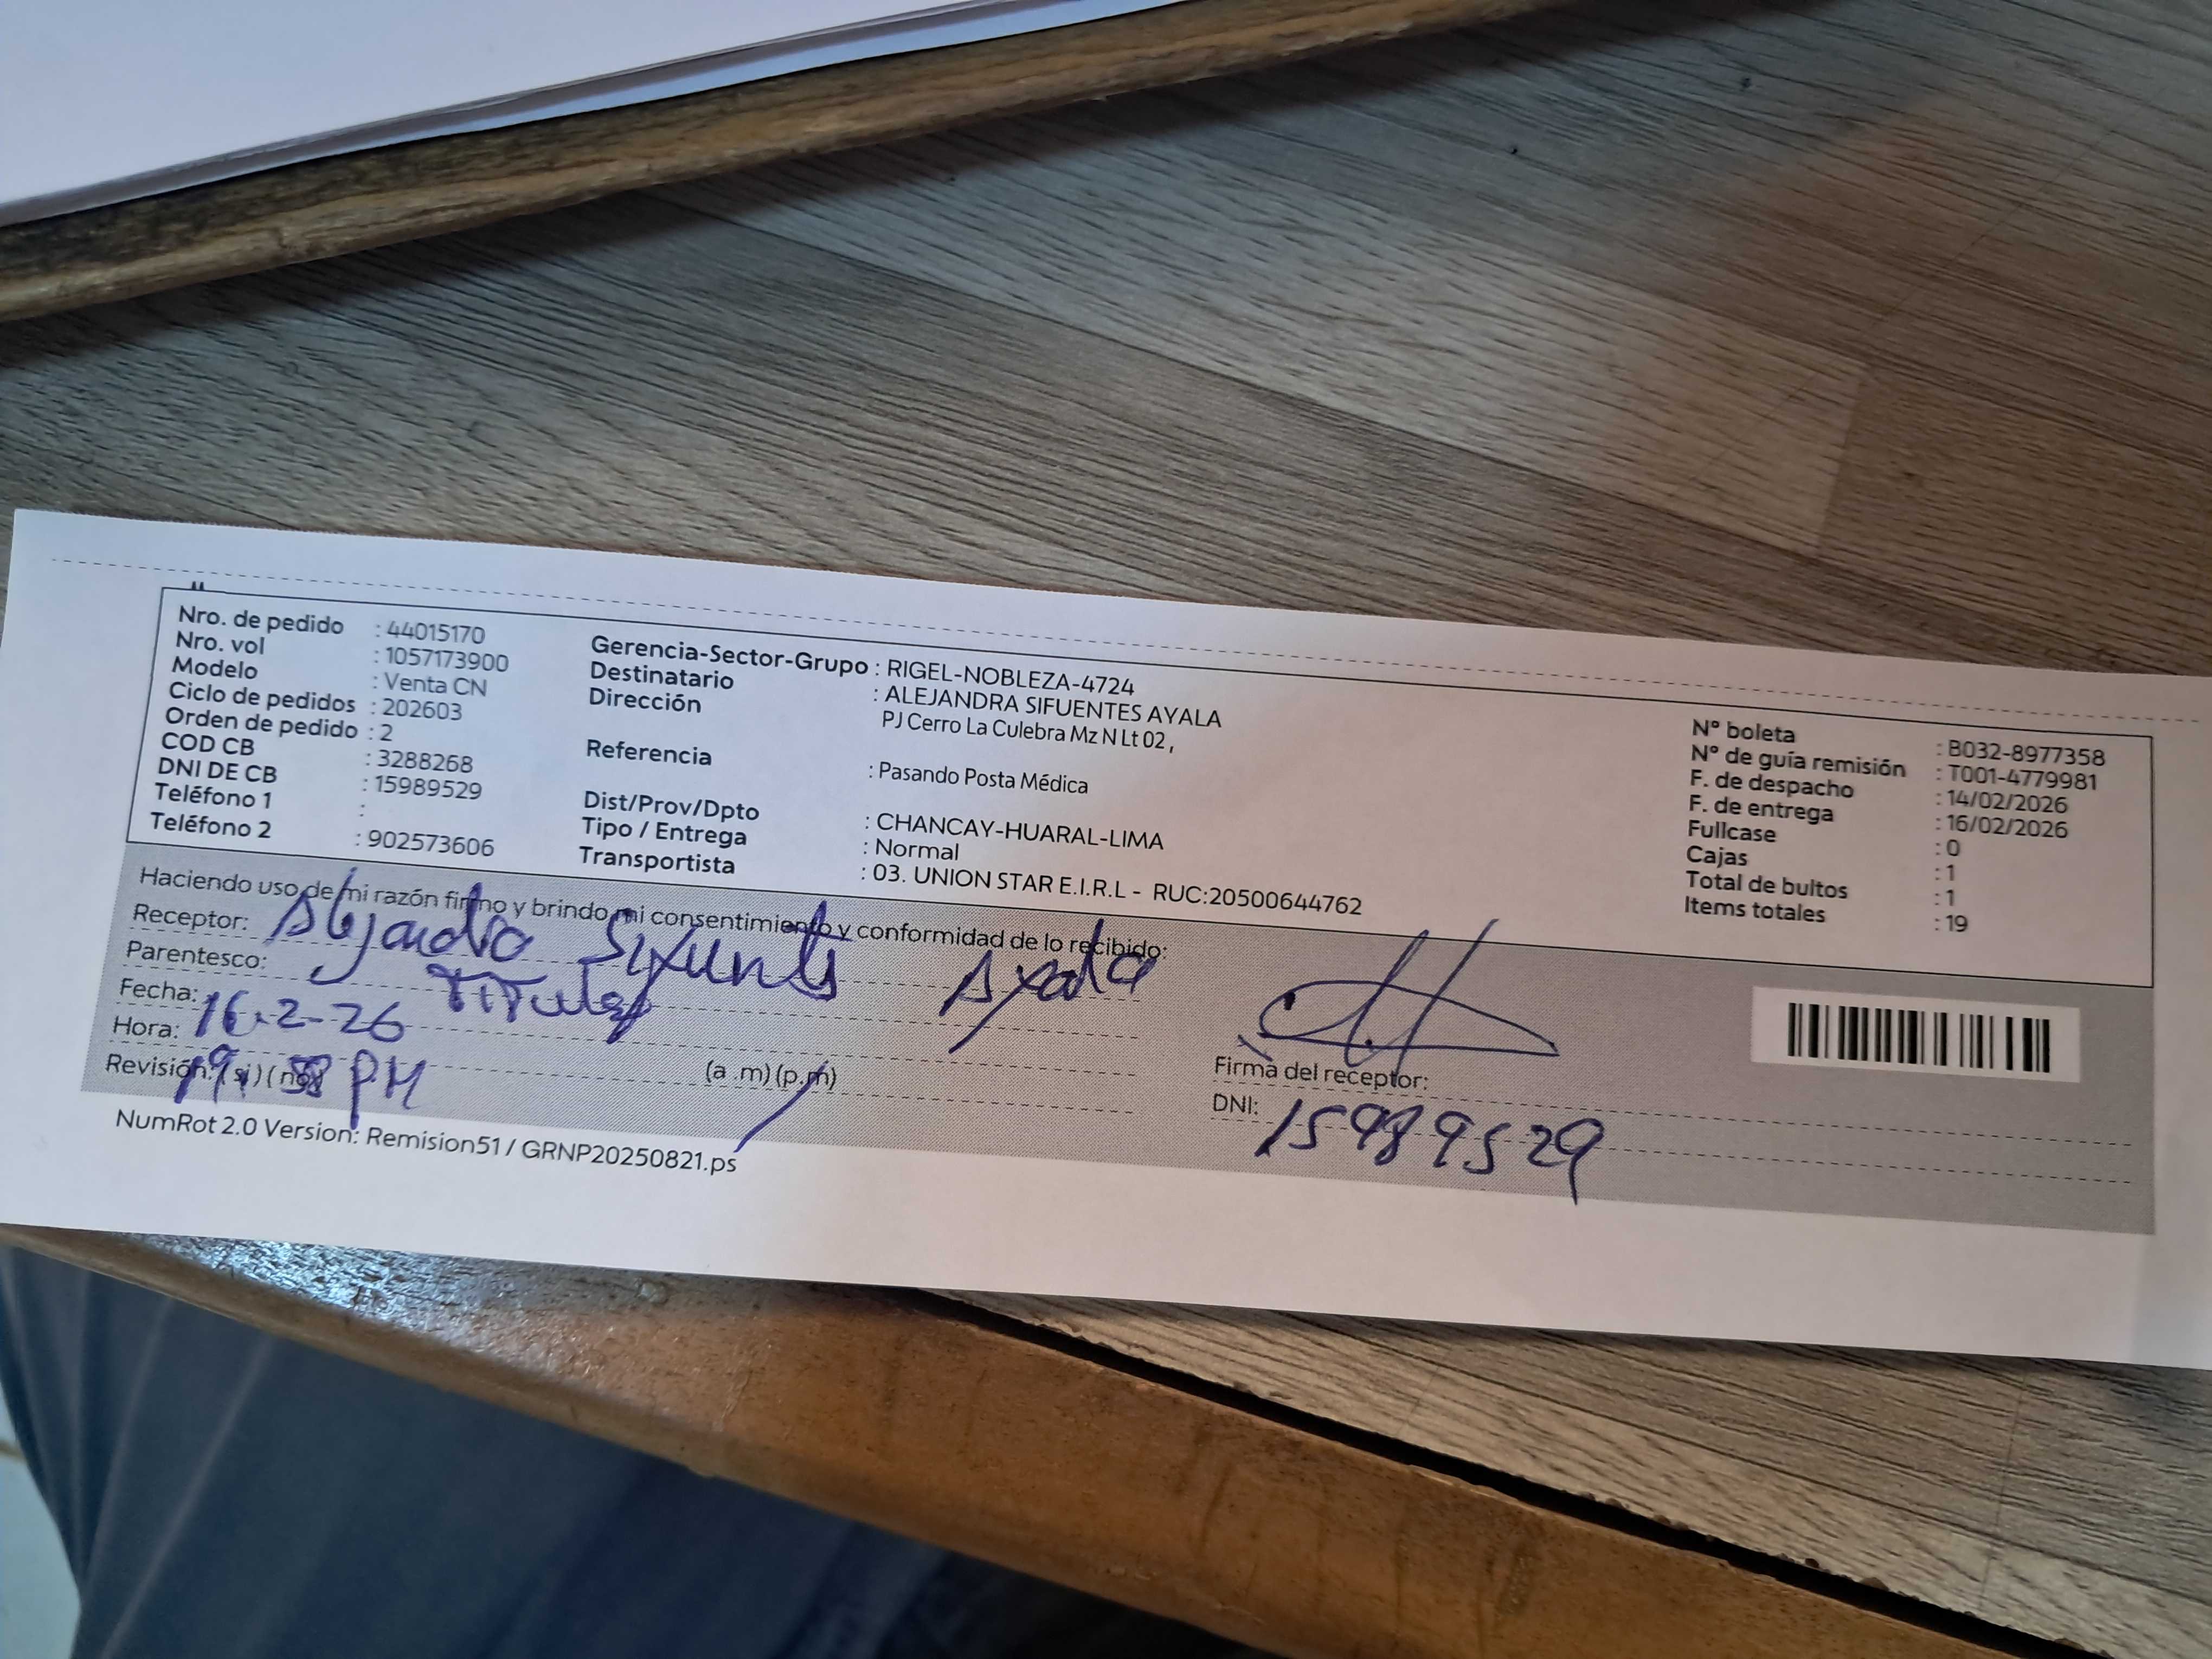 Nro. de pedido : 44015170
Nro. vol : 1057173900
Modelo : Venta CN
Ciclo de pedidos : 202603
Orden de pedido : 2
COD CB : 3288268
DNI DE CB : 15989529
Teléfono 1 :
Teléfono 2 : 902573606
Gerencia-Sector-Grupo : RIGEL-NOBLEZA-4724
Destinatario : ALEJANDRA SIFUENTES AYALA
Dirección PJ Cerro La Culebra Mz N Lt 02 ,
Referencia : Pasando Posta Médica
Dist/Prov/Dpto : CHANCAY-HUARAL-LIMA
Tipo / Entrega : Normal
Transportista : 03. UNION STAR E.I.R.L - RUC:20500644762
N° boleta : B032-8977358
N° de guía remisión : T001-4779981
F. de despacho : 14/02/2026
F. de entrega : 16/02/2026
Fullcase : 0
Cajas : 1
Total de bultos : 1
Items totales : 19
Haciendo uso de mi razón firmo y brindo mi consentimiento y conformidad de lo recibido:
Receptor: Alejandra Sifuents Ayala
Parentesco: Titular
Fecha: 16-2-26
Hora: PM (a .m) (p.m)
Revisión: (si) (no)
Firma del receptor:
DNI: 15989529
NumRot 2.0 Version: Remision51 / GRNP20250821.ps